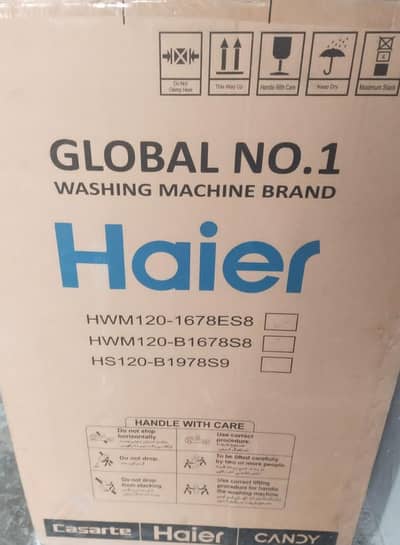 Do Not
Clamp Here
This Way Up
Handle With Care
Keep Dry
Maximum Stack
GLOBAL NO.1
WASHING MACHINE BRAND
Haier
HWM120-1678ES8
HWM120-B1678S8
HS120-B1978S9
HANDLE WITH CARE
Do not ship
horizontally
Use correct
procedure.
Do not drop.
To be lifted carefully
by two or more people.
Do not drop
from stacking
Use correct lifting
procedure for handle
the washing machine
Casarte
Haier
CANDY